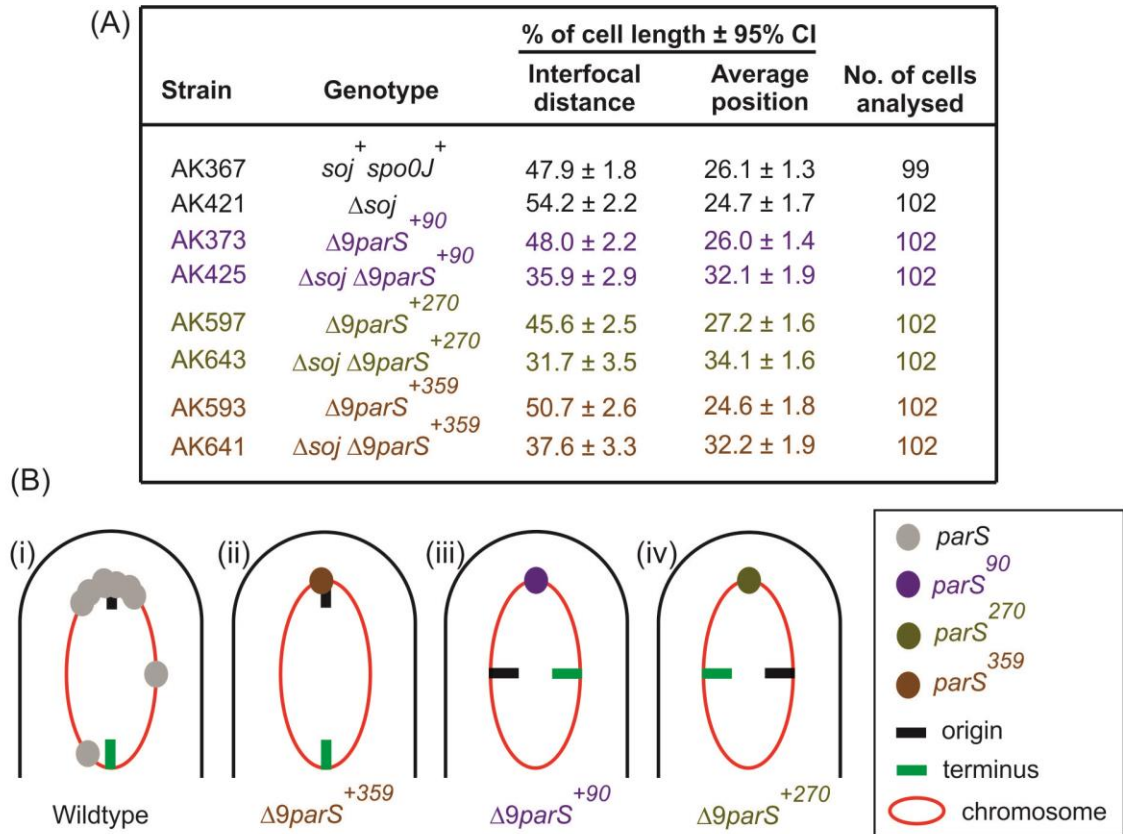 (A)
% of cell length ± 95% CI
Strain Genotype Interfocal distance Average position No. of cells analysed
AK367 soj⁺ spo0J⁺ 47.9 ± 1.8 26.1 ± 1.3 99
AK421 Δsoj 54.2 ± 2.2 24.7 ± 1.7 102
AK373 Δ9parS⁺⁹⁰ 48.0 ± 2.2 26.0 ± 1.4 102
AK425 Δsoj Δ9parS⁺⁹⁰ 35.9 ± 2.9 32.1 ± 1.9 102
AK597 Δ9parS⁺²⁷⁰ 45.6 ± 2.5 27.2 ± 1.6 102
AK643 Δsoj Δ9parS⁺²⁷⁰ 31.7 ± 3.5 34.1 ± 1.6 102
AK593 Δ9parS⁺³⁵⁹ 50.7 ± 2.6 24.6 ± 1.8 102
AK641 Δsoj Δ9parS⁺³⁵⁹ 37.6 ± 3.3 32.2 ± 1.9 102
(B)
(i) (ii) (iii) (iv)
Wildtype Δ9parS⁺³⁵⁹ Δ9parS⁺⁹⁰ Δ9parS⁺²⁷⁰
parS
parS⁹⁰
parS²⁷⁰
parS³⁵⁹
origin
terminus
chromosome